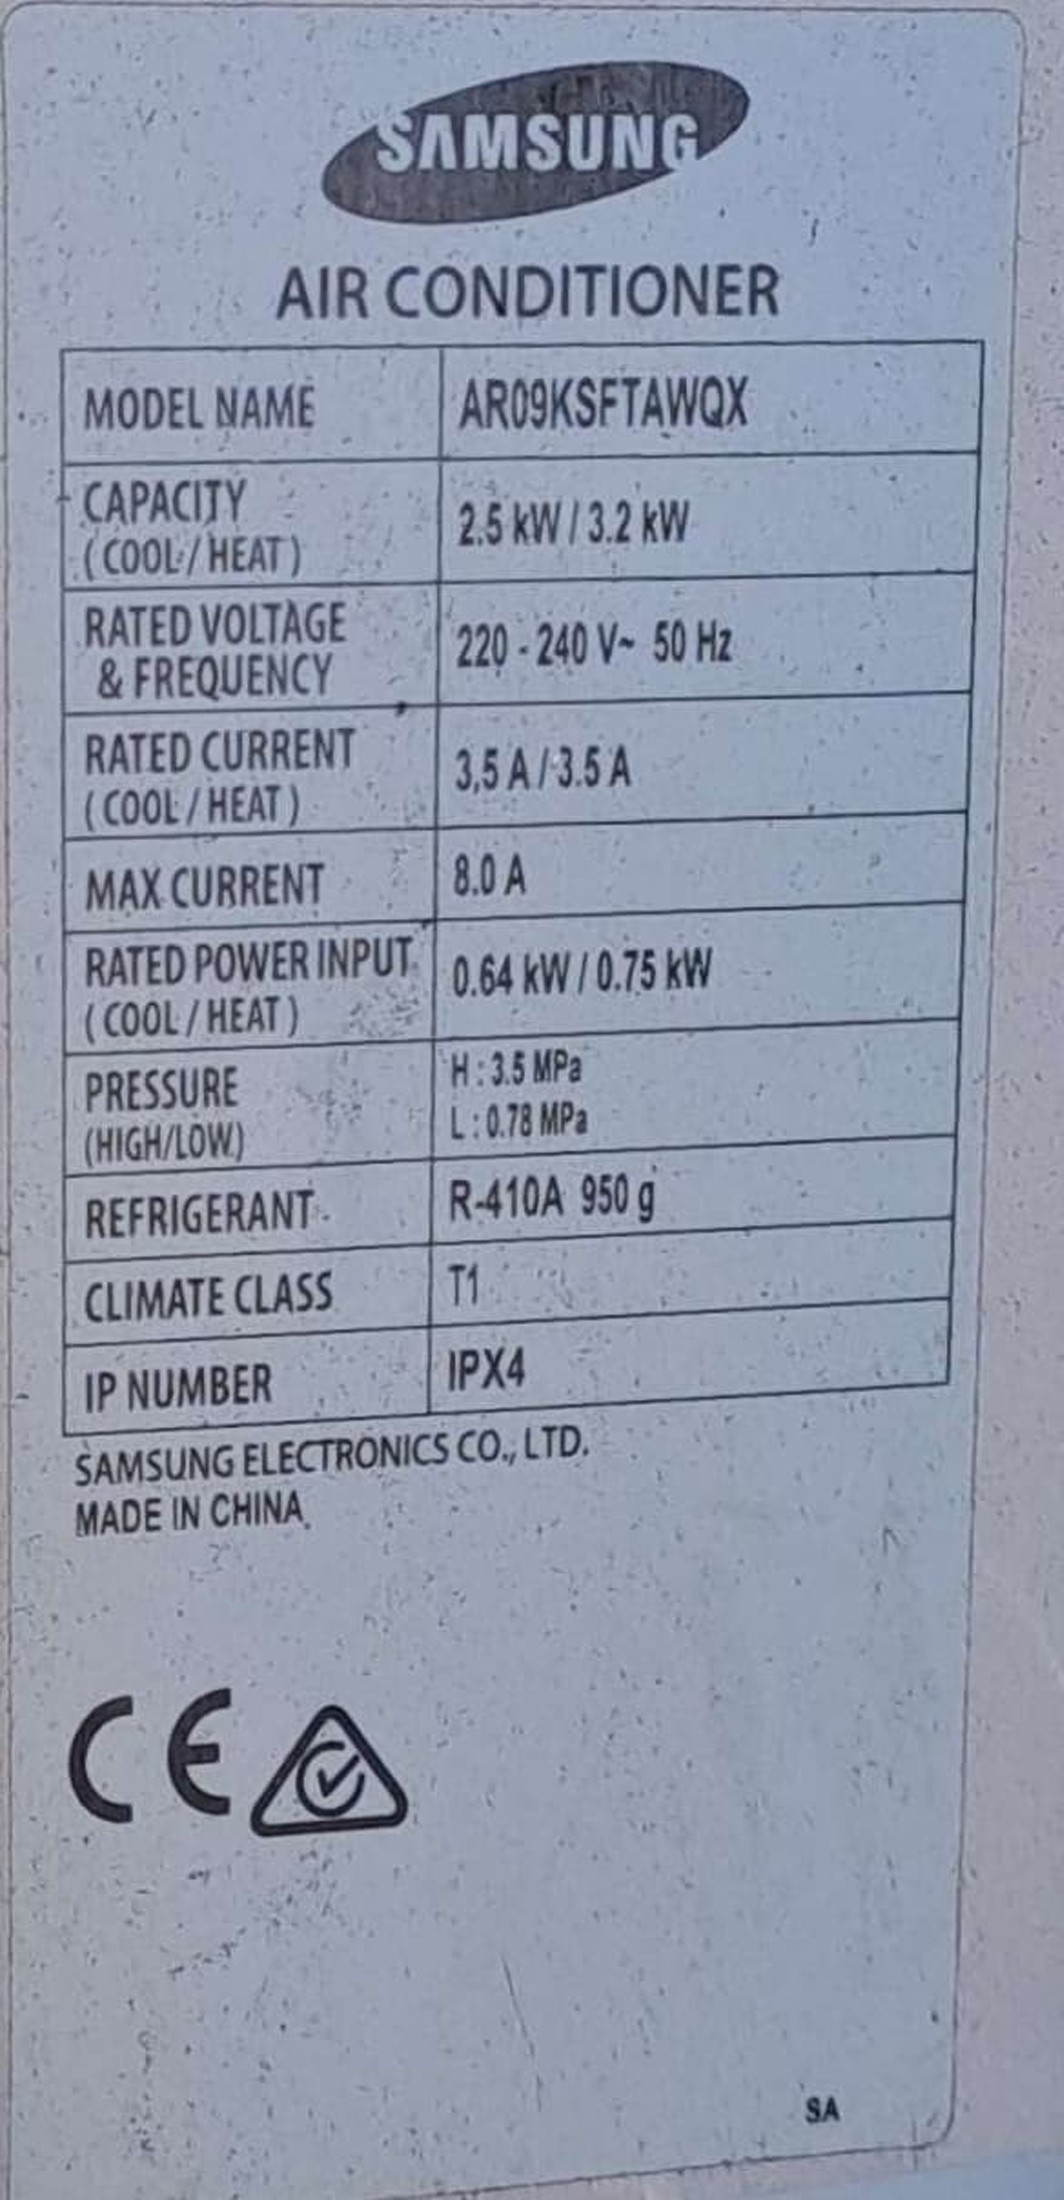 SAMSUNG
AIR CONDITIONER
MODEL NAME AR09KSFTAWQX
CAPACITY
(COOL/HEAT) 2.5 kW / 3.2 kW
RATED VOLTAGE
& FREQUENCY 220 - 240 V~ 50 Hz
RATED CURRENT
(COOL/HEAT) 3,5 A / 3.5 A
MAX CURRENT 8.0 A
RATED POWER INPUT
(COOL/HEAT) 0.64 kW / 0.75 kW
PRESSURE H : 3.5 MPa
(HIGH/LOW) L : 0.78 MPa
REFRIGERANT R-410A 950 g
CLIMATE CLASS T1
IP NUMBER IPX4
SAMSUNG ELECTRONICS CO., LTD.
MADE IN CHINA
CE
SA